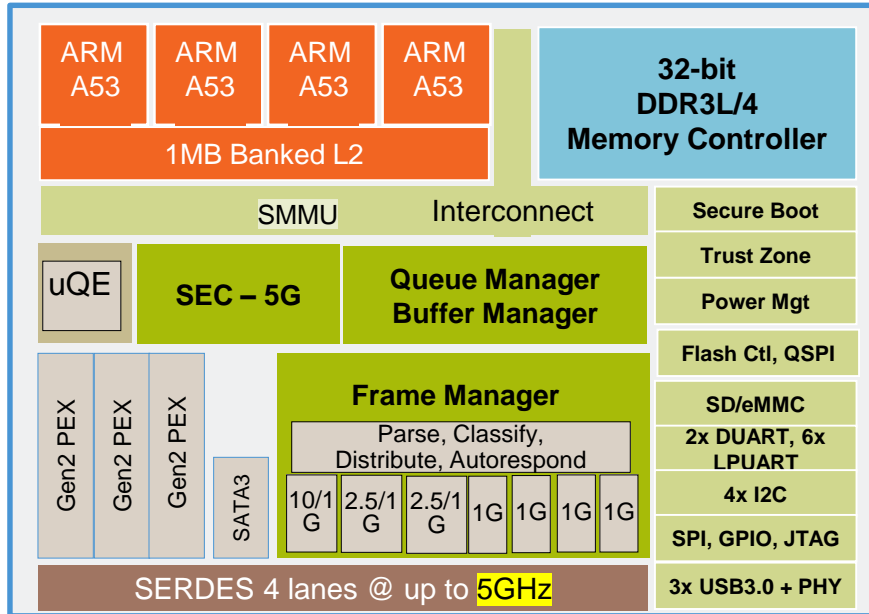 ARM
A53
ARM
A53
ARM
A53
ARM
A53
1MB Banked L2
32-bit
DDR3L/4
Memory Controller
SMMU
Interconnect
Secure Boot
Trust Zone
Power Mgt
Flash Ctl, QSPI
SD/eMMC
2x DUART, 6x
LPUART
4x I2C
SPI, GPIO, JTAG
3x USB3.0 + PHY
uQE
SEC – 5G
Queue Manager
Buffer Manager
Gen2 PEX
Gen2 PEX
Gen2 PEX
SATA3
Frame Manager
Parse, Classify,
Distribute, Autorespond
10/1
G
2.5/1
G
2.5/1
G
1G
1G
1G
1G
SERDES 4 lanes @ up to 5GHz